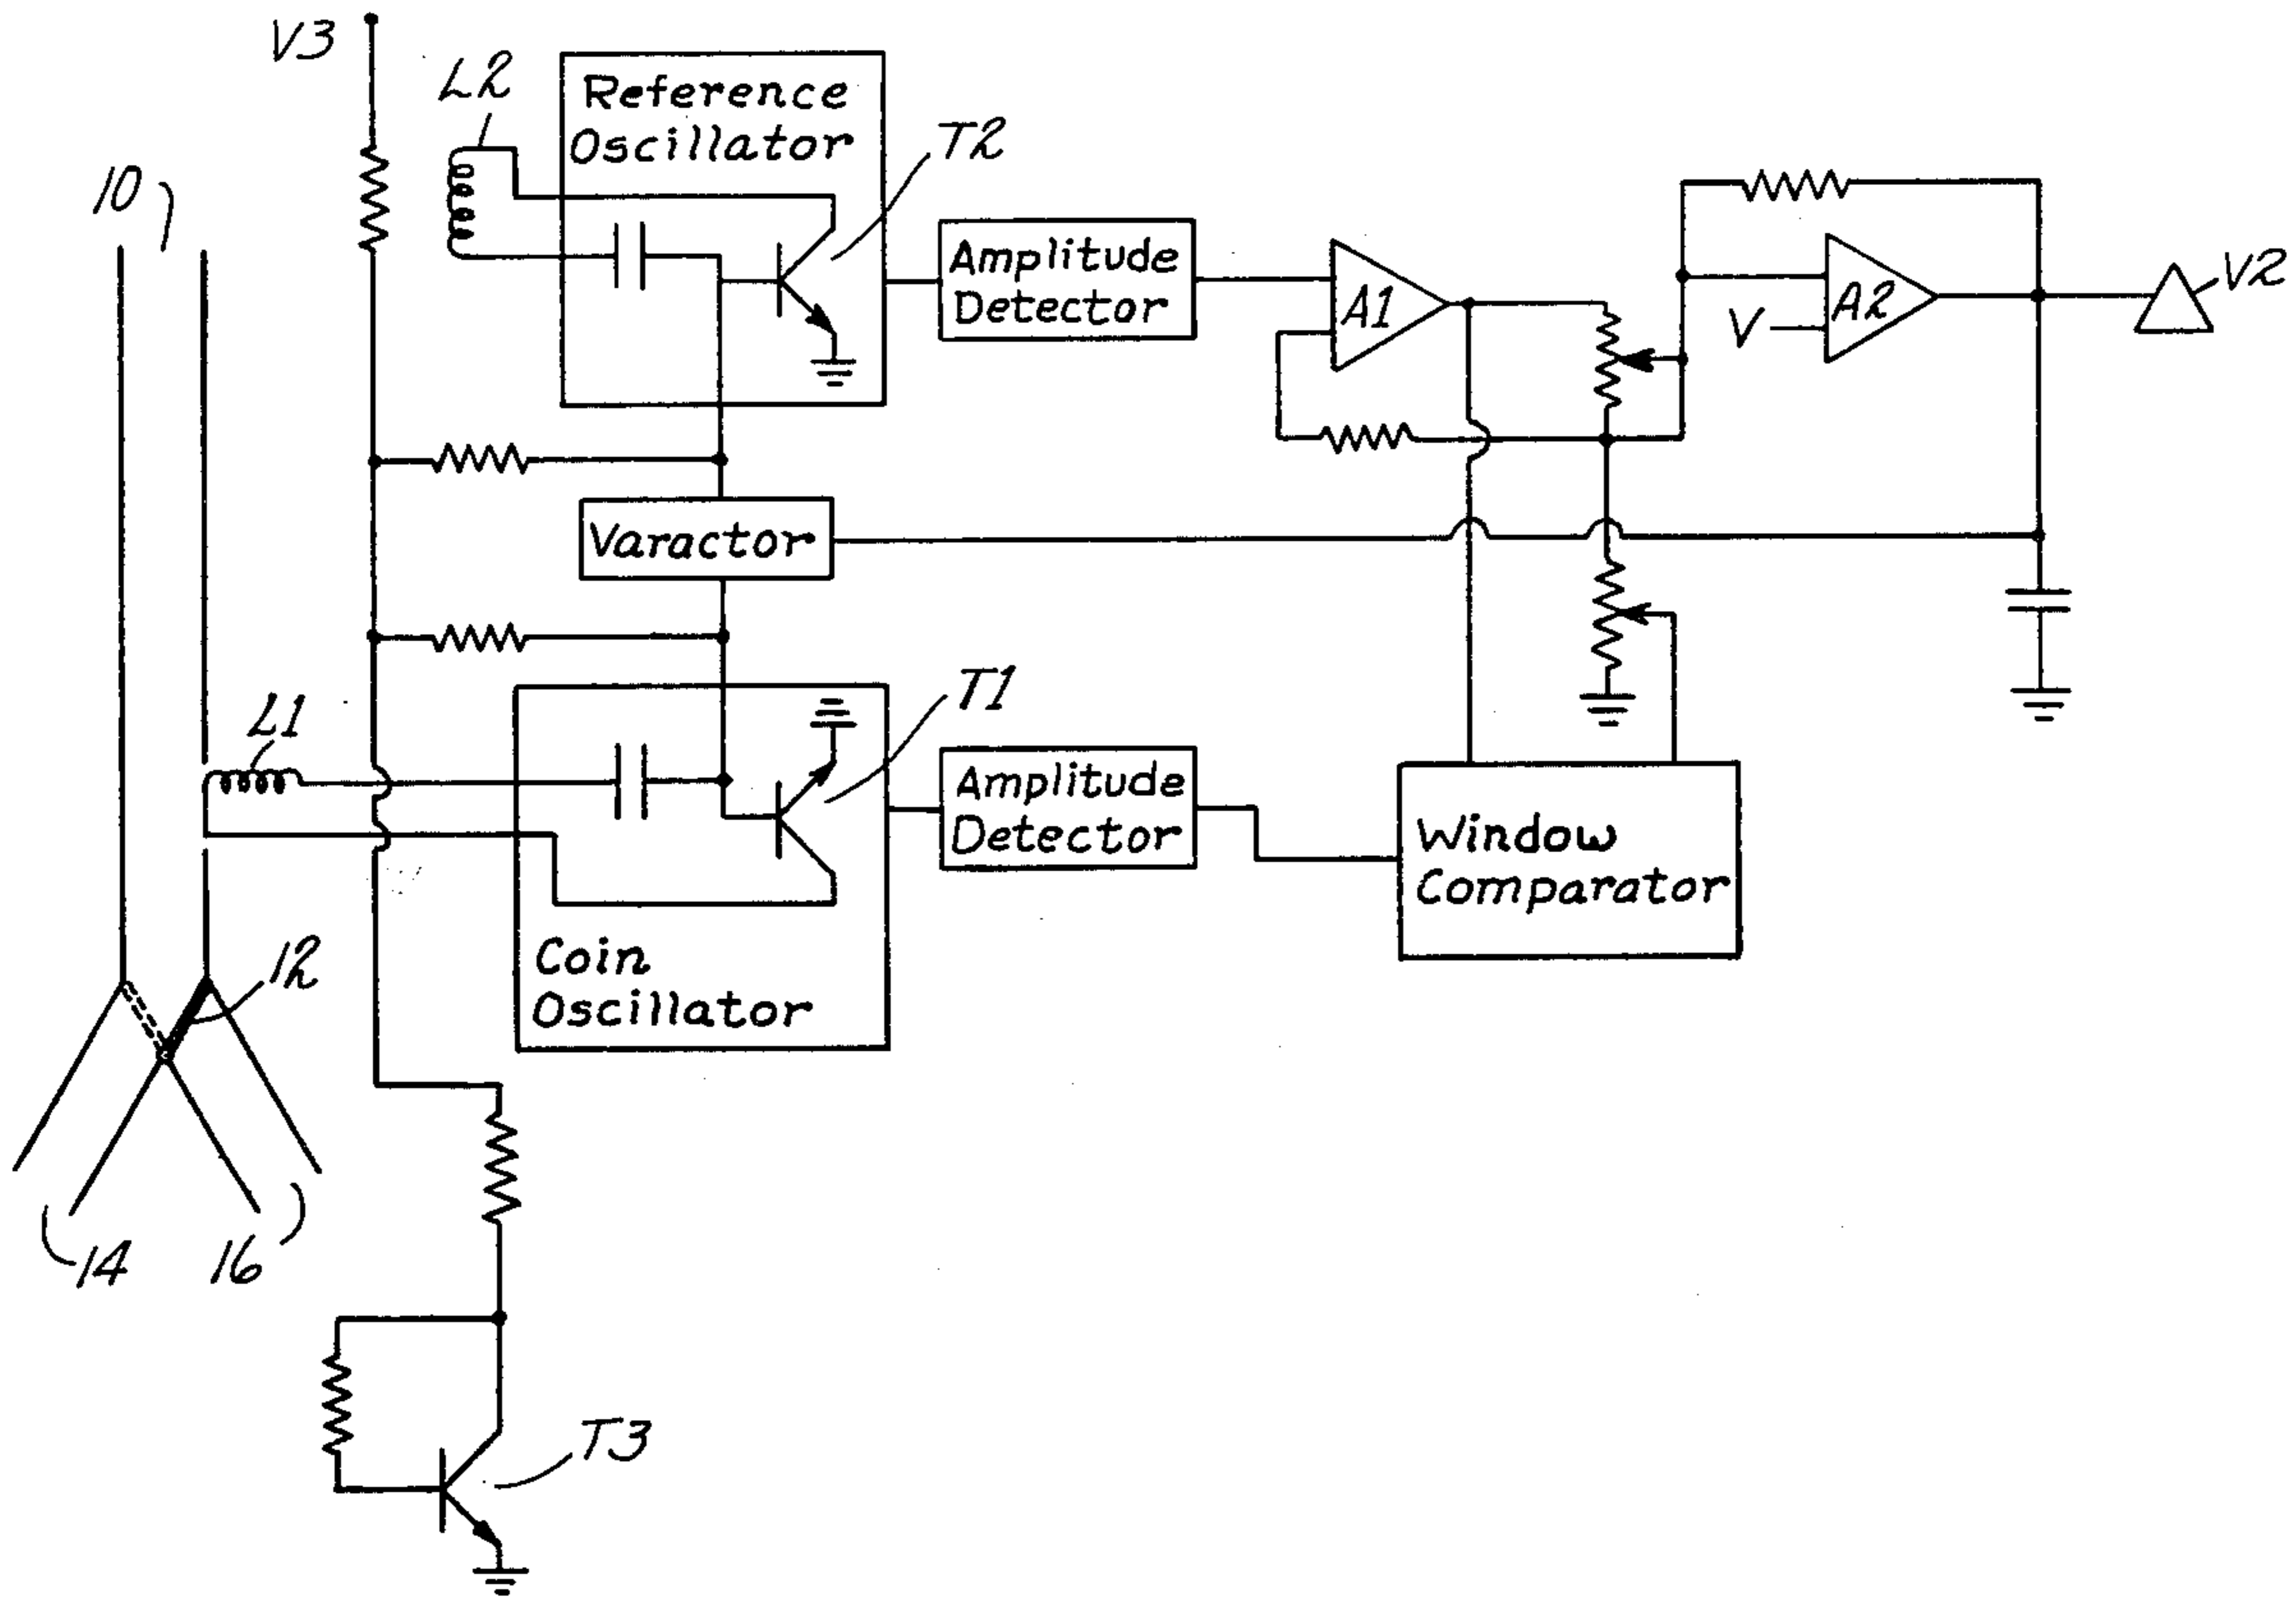 V3
L2
Reference
Oscillator
T2
10
Amplitude
Detector
A1
V
A2
V2
Varactor
L1
T1
Amplitude
Detector
Window
Comparator
12
Coin
Oscillator
14
16
T3